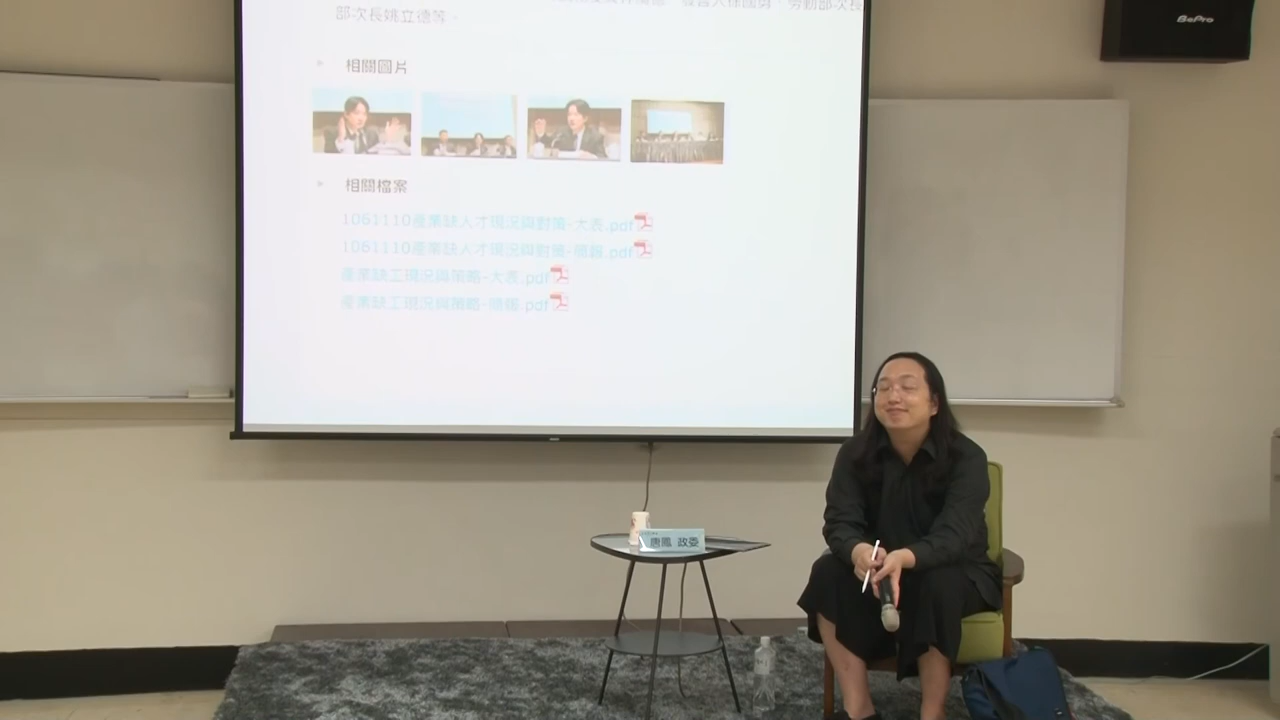 部次長姚立德等。
相關圖片
相關檔案
1061110產業缺人才現況與對策-大表.pdf
1061110產業缺人才現況與對策-簡報.pdf
產業缺工現況與策略-大表.pdf
產業缺工現況與策略-簡報.pdf
BePro
唐鳳 政委